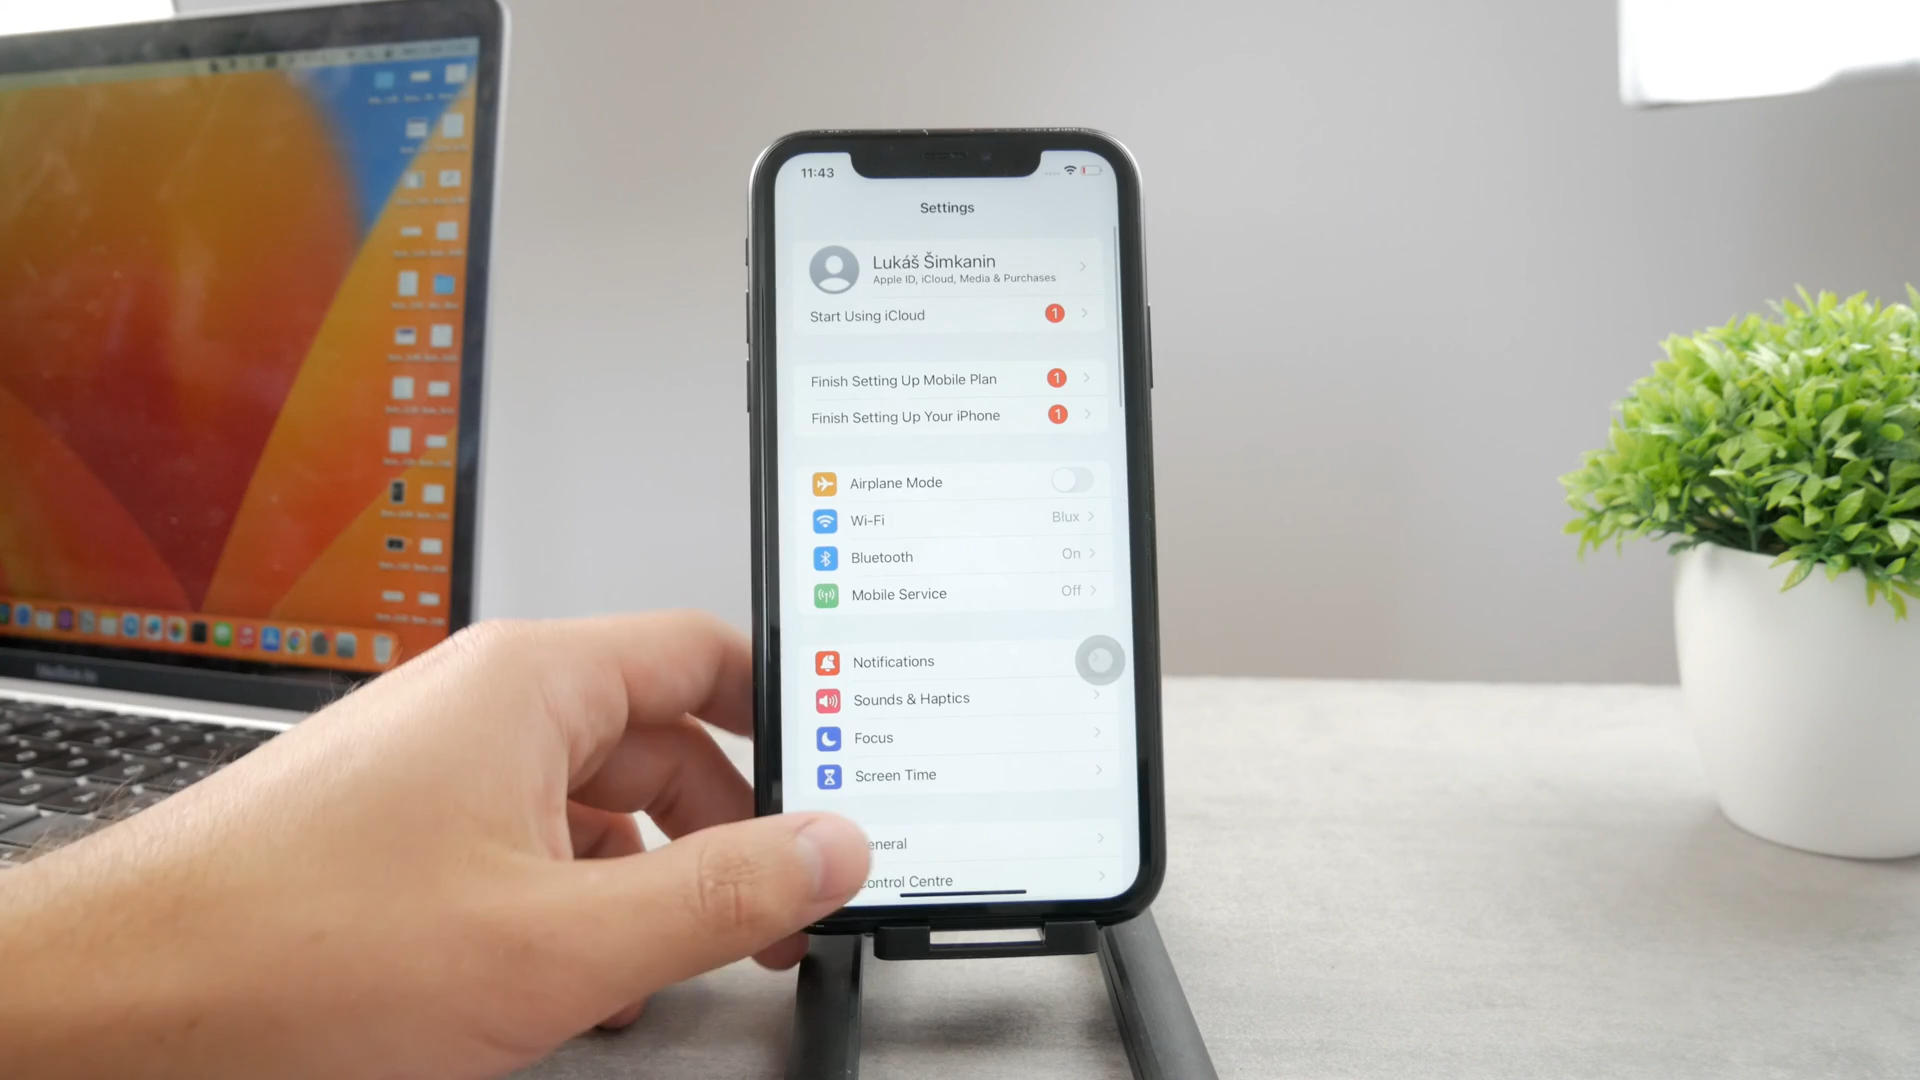 11:43
Settings
Lukáš Šimkanin
Apple ID, iCloud, Media & Purchases
Start Using iCloud 1
Finish Setting Up Mobile Plan 1
Finish Setting Up Your iPhone 1
Airplane Mode
Wi-Fi Blux
Bluetooth On
Mobile Service Off
Notifications
Sounds & Haptics
Focus
Screen Time
eneral
ontrol Centre